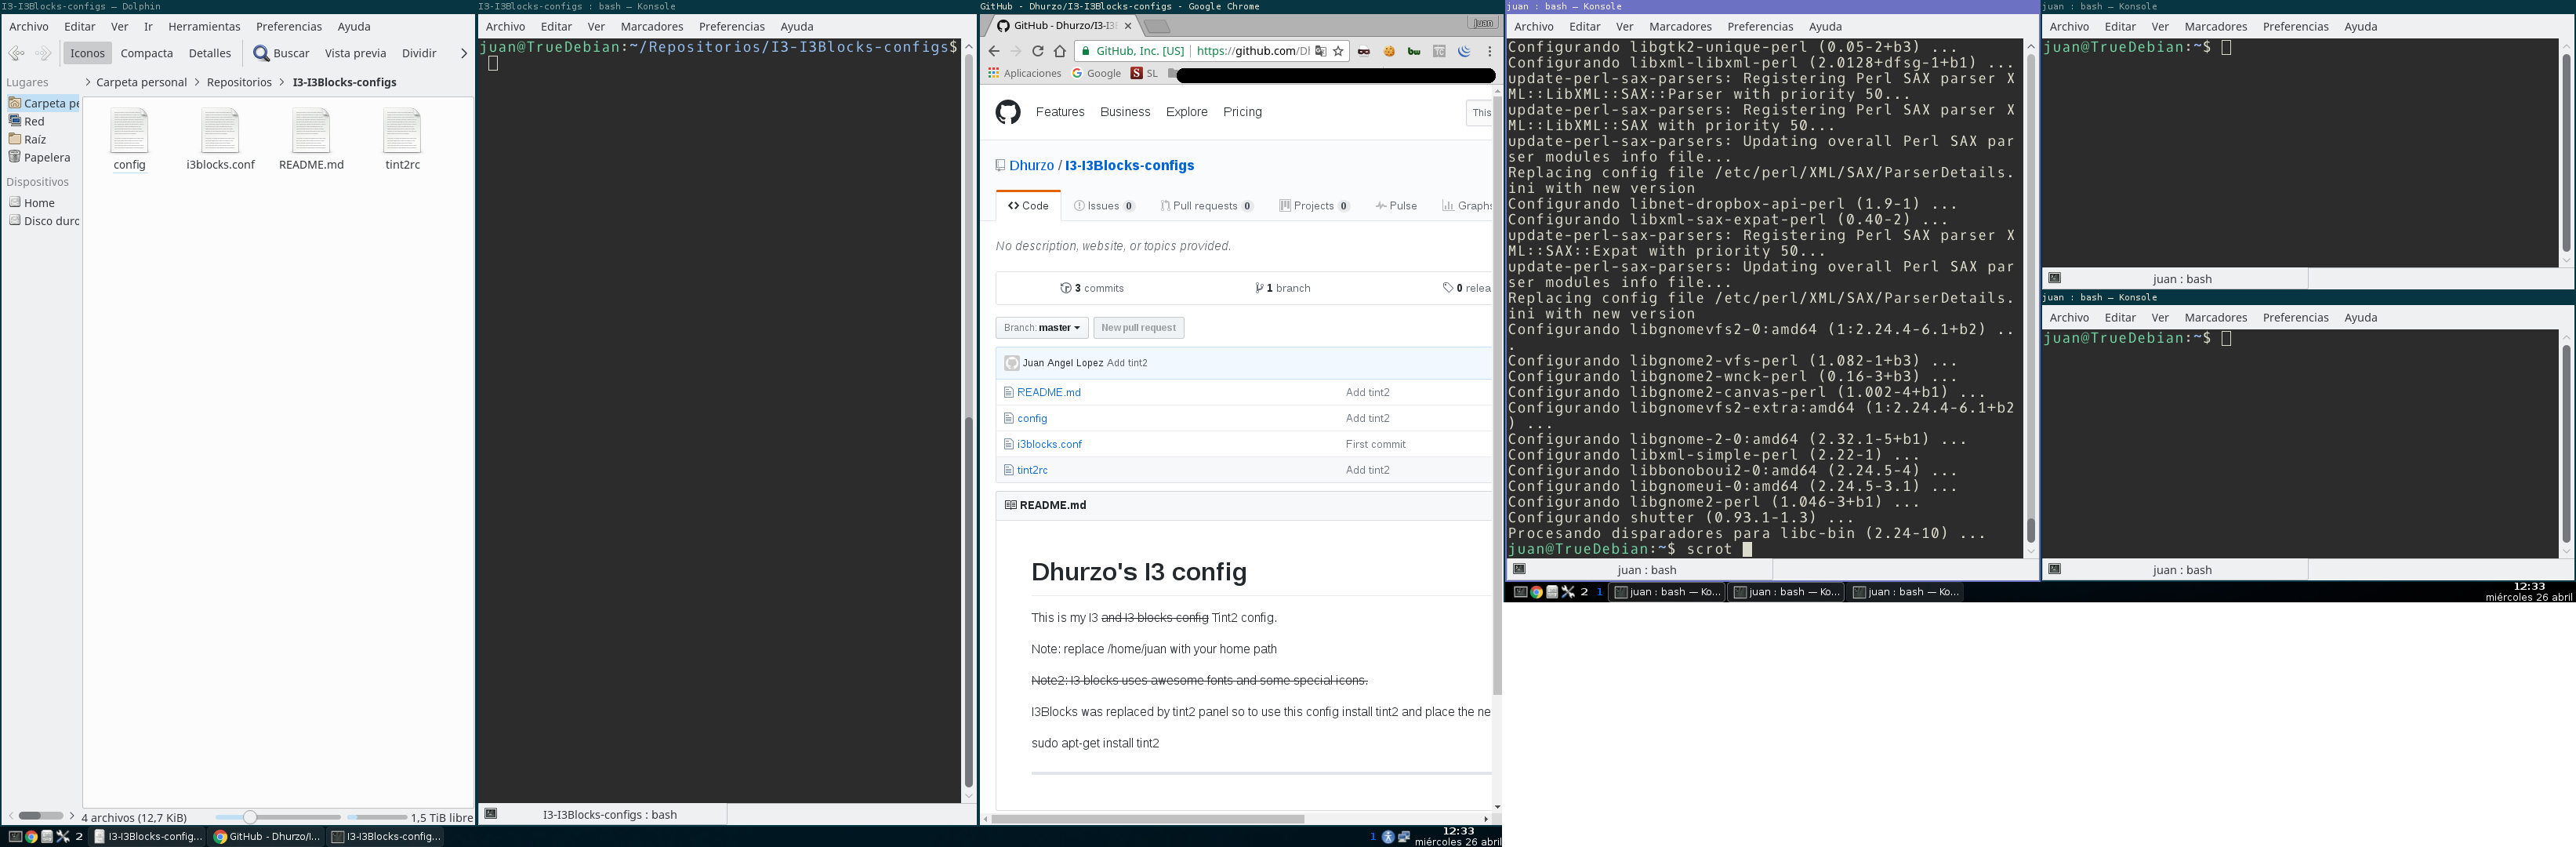 I3-I3Blocks-configs — Dolphin
Archivo Editar Ver Ir Herramientas Preferencias Ayuda
Iconos Compacta Detalles Buscar Vista previa Dividir
Lugares
Carpeta pe
Red
Raíz
Papelera
Dispositivos
Home
Disco durc
Carpeta personal Repositorios I3-I3Blocks-configs
config i3blocks.conf README.md tint2rc
4 archivos (12,7 KiB) 1,5 TiB libre
I3-I3Blocks-configs : bash — Konsole
Archivo Editar Ver Marcadores Preferencias Ayuda
juan@TrueDebian:~/Repositorios/I3-I3Blocks-configs$
I3-I3Blocks-configs : bash
GitHub - Dhurzo/I3-I3Blocks-configs - Google Chrome
GitHub - Dhurzo/I3-I3 juan
GitHub, Inc. [US] https://github.com/Dl
Aplicaciones Google SL
Features Business Explore Pricing This
Dhurzo / I3-I3Blocks-configs
Code Issues 0 Pull requests 0 Projects 0 Pulse Graphs
No description, website, or topics provided.
3 commits 1 branch 0 relea
Branch: master New pull request
Juan Angel Lopez Add tint2
README.md Add tint2
config Add tint2
i3blocks.conf First commit
tint2rc Add tint2
README.md
Dhurzo's I3 config
This is my I3 and I3 blocks config Tint2 config.
Note: replace /home/juan with your home path
Note2: I3 blocks uses awesome fonts and some special icons.
I3Blocks was replaced by tint2 panel so to use this config install tint2 and place the ne
sudo apt-get install tint2
2 I3-I3Blocks-config... GitHub - Dhurzo/I... I3-I3Blocks-config... 1 12:33
miércoles 26 abril
juan : bash — Konsole
Archivo Editar Ver Marcadores Preferencias Ayuda
Configurando libgtk2-unique-perl (0.05-2+b3) ...
Configurando libxml-libxml-perl (2.0128+dfsg-1+b1) ...
update-perl-sax-parsers: Registering Perl SAX parser X
ML::LibXML::SAX::Parser with priority 50...
update-perl-sax-parsers: Registering Perl SAX parser X
ML::LibXML::SAX with priority 50...
update-perl-sax-parsers: Updating overall Perl SAX par
ser modules info file...
Replacing config file /etc/perl/XML/SAX/ParserDetails.
ini with new version
Configurando libnet-dropbox-api-perl (1.9-1) ...
Configurando libxml-sax-expat-perl (0.40-2) ...
update-perl-sax-parsers: Registering Perl SAX parser X
ML::SAX::Expat with priority 50...
update-perl-sax-parsers: Updating overall Perl SAX par
ser modules info file...
Replacing config file /etc/perl/XML/SAX/ParserDetails.
ini with new version
Configurando libgnomevfs2-0:amd64 (1:2.24.4-6.1+b2) ..
.
Configurando libgnome2-vfs-perl (1.082-1+b3) ...
Configurando libgnome2-wnck-perl (0.16-3+b3) ...
Configurando libgnome2-canvas-perl (1.002-4+b1) ...
Configurando libgnomevfs2-extra:amd64 (1:2.24.4-6.1+b2
) ...
Configurando libgnome-2-0:amd64 (2.32.1-5+b1) ...
Configurando libxml-simple-perl (2.22-1) ...
Configurando libbonoboui2-0:amd64 (2.24.5-4) ...
Configurando libgnomeui-0:amd64 (2.24.5-3.1) ...
Configurando libgnome2-perl (1.046-3+b1) ...
Configurando shutter (0.93.1-1.3) ...
Procesando disparadores para libc-bin (2.24-10) ...
juan@TrueDebian:~$ scrot
juan : bash
juan : bash — Konsole
Archivo Editar Ver Marcadores Preferencias Ayuda
juan@TrueDebian:~$
juan : bash
juan : bash — Konsole
Archivo Editar Ver Marcadores Preferencias Ayuda
juan@TrueDebian:~$
juan : bash
2 1 juan : bash — Ko... juan : bash — Ko... juan : bash — Ko... 12:33
miércoles 26 abril